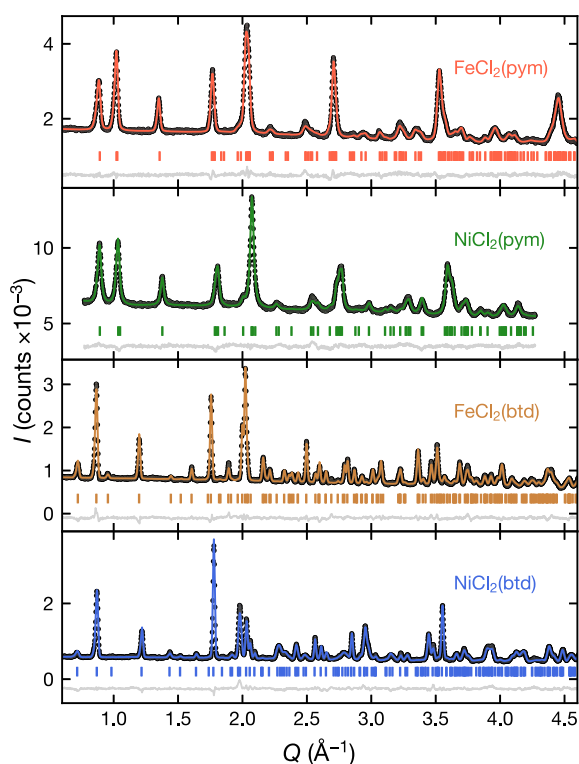 4
2
FeCl₂(pym)
10
5
NiCl₂(pym)
I (counts ×10⁻³)
3
2
1
0
FeCl₂(btd)
2
0
NiCl₂(btd)
1.0 1.5 2.0 2.5 3.0 3.5 4.0 4.5
Q (Å⁻¹)